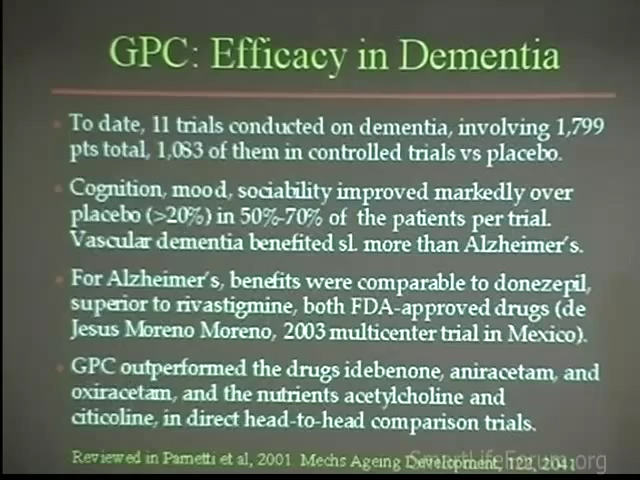 GPC: Efficacy in Dementia
To date, 11 trials conducted on dementia, involving 1,799
pts total, 1,083 of them in controlled trials vs placebo.
Cognition, mood, sociability improved markedly over
placebo (>20%) in 50%-70% of the patients per trial.
Vascular dementia benefited sl. more than Alzheimer's.
For Alzheimer's, benefits were comparable to donezepil,
superior to rivastigmine, both FDA-approved drugs (de
Jesus Moreno Moreno, 2003 multicenter trial in Mexico).
GPC outperformed the drugs idebenone, aniracetam, and
oxiracetam, and the nutrients acetylcholine and
citicoline, in direct head-to-head comparison trials.
Reviewed in Parnetti et al, 2001 Mechs Ageing Development, 122, 2041
SmartLifeForum.org